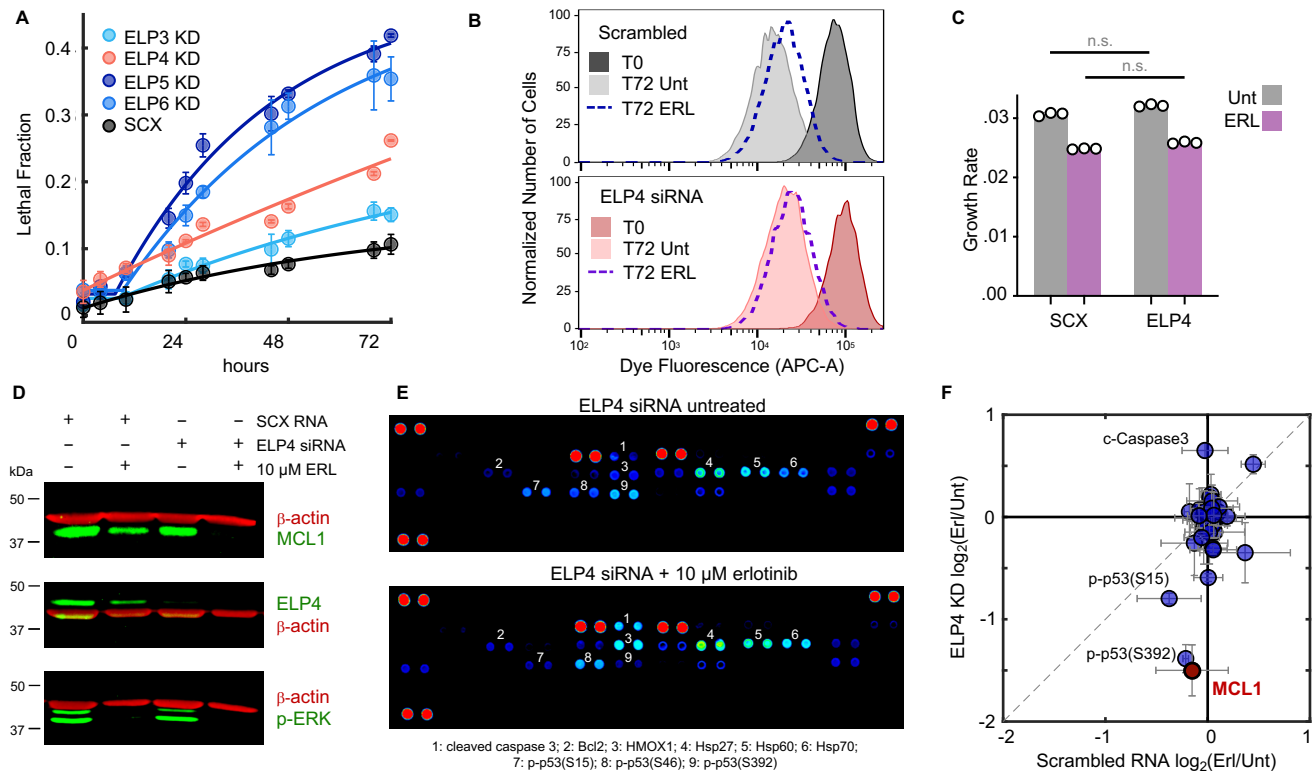 A
ELP3 KD
ELP4 KD
ELP5 KD
ELP6 KD
SCX
0.4
0.3
0.2
0.1
0
0 24 48 72
Lethal Fraction
hours
B
Scrambled
T0
T72 Unt
T72 ERL
100
75
50
25
0
ELP4 siRNA
T0
T72 Unt
T72 ERL
100
75
50
25
0
10² 10³ 10⁴ 10⁵
Normalized Number of Cells
Dye Fluorescence (APC-A)
C
n.s.
n.s.
Unt
ERL
.03
.02
.01
.00
Growth Rate
SCX ELP4
D
+ + – – SCX RNA
– – + + ELP4 siRNA
– + – + 10 µM ERL
kDa
50
37
β-actin
MCL1
37
ELP4
β-actin
50
37
β-actin
p-ERK
E
ELP4 siRNA untreated
1
2 3 4 5 6
7 8 9
ELP4 siRNA + 10 µM erlotinib
1
2 3 4 5 6
7 8 9
1: cleaved caspase 3; 2: Bcl2; 3: HMOX1; 4: Hsp27; 5: Hsp60; 6: Hsp70;
7: p-p53(S15); 8: p-p53(S46); 9: p-p53(S392)
F
1
0
-1
-2
c-Caspase3
p-p53(S15)
p-p53(S392)
MCL1
-2 -1 0 1
ELP4 KD log₂(Erl/Unt)
Scrambled RNA log₂(Erl/Unt)